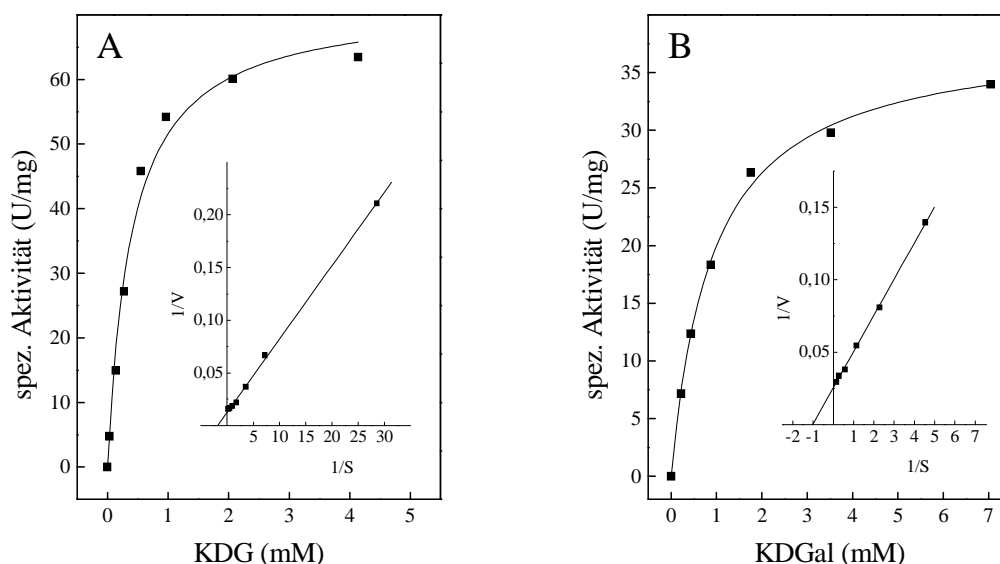 A
spez. Aktivität (U/mg)
60
50
40
30
20
10
0
0 1 2 3 4 5
KDG (mM)
1/V
0,20
0,15
0,10
0,05
5 10 15 20 25 30
1/S
B
spez. Aktivität (U/mg)
35
30
25
20
15
10
5
0
0 1 2 3 4 5 6 7
KDGal (mM)
1/V
0,15
0,10
0,05
-2 -1 1 2 3 4 5 6 7
1/S